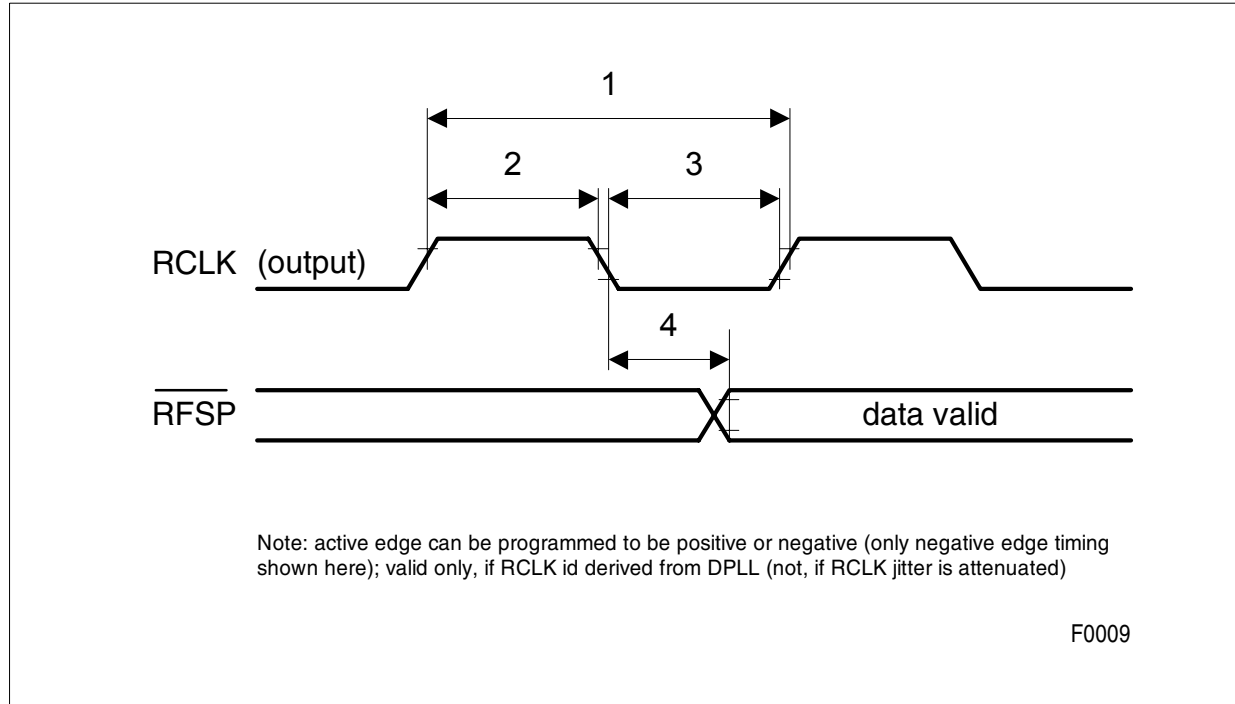 1
2 3
RCLK (output)
4
RFSP data valid
Note: active edge can be programmed to be positive or negative (only negative edge timing
shown here); valid only, if RCLK id derived from DPLL (not, if RCLK jitter is attenuated)
F0009